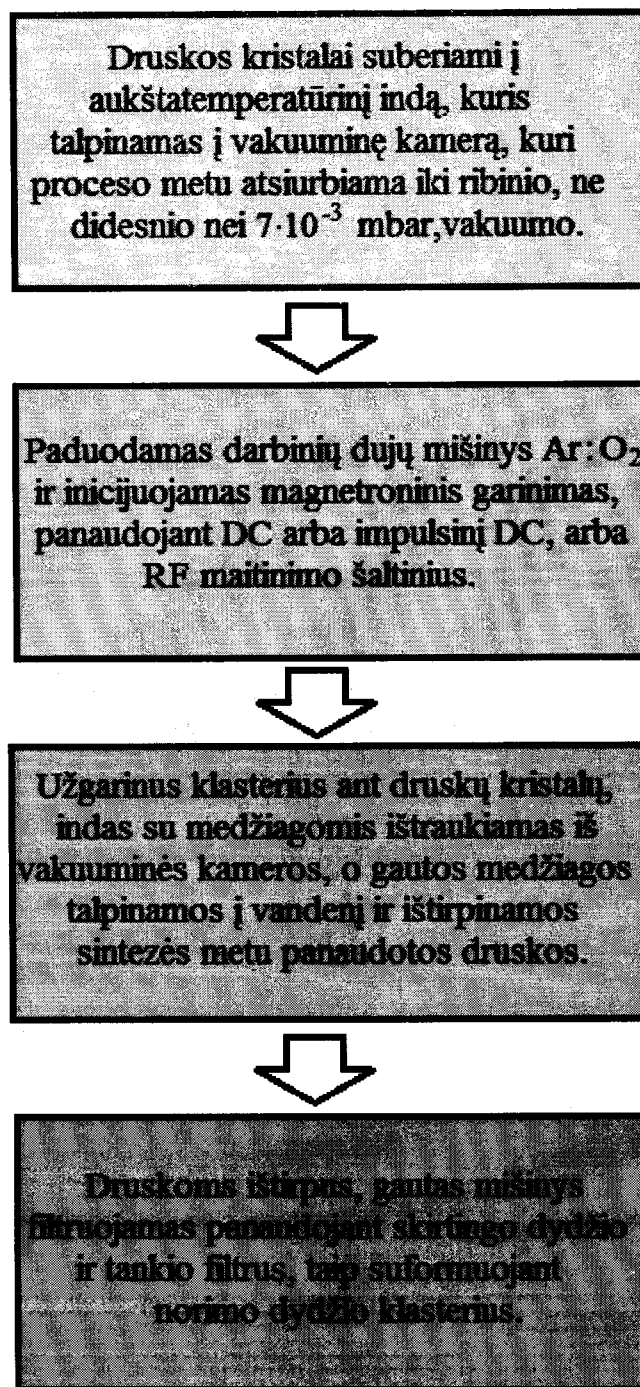 Druskos kristalai suberiami į
aukštatemperatūrinį indą, kuris
talpinamas į vakuuminę kamerą, kuri
proceso metu atsiurbiama iki ribinio, ne
didesnio nei 7·10⁻³ mbar,vakuumo.
Paduodamas darbinių dujų mišinys Ar:O₂
ir inicijuojamas magnetroninis garinimas,
panaudojant DC arba impulsinį DC, arba
RF maitinimo šaltinius.
Užgarinus klasterius ant druskų kristalų,
indas su medžiagomis ištraukiamas iš
vakuuminės kameros, o gautos medžiagos
talpinamos į vandenį ir ištirpinamos
sintezės metu panaudotos druskos.
Druskoms ištirpus, gautas mišinys
filtruojamas panaudojant skirtingo dydžio
ir tankio filtrus, taip suformuojant
norimo dydžio klasterius.